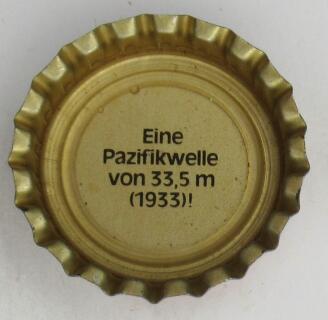 Eine
Pazifikwelle
von 33,5 m
(1933)!